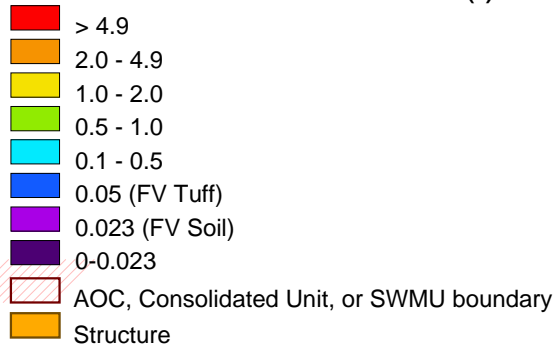 > 4.9
2.0 - 4.9
1.0 - 2.0
0.5 - 1.0
0.1 - 0.5
0.05 (FV Tuff)
0.023 (FV Soil)
0-0.023
AOC, Consolidated Unit, or SWMU boundary
Structure